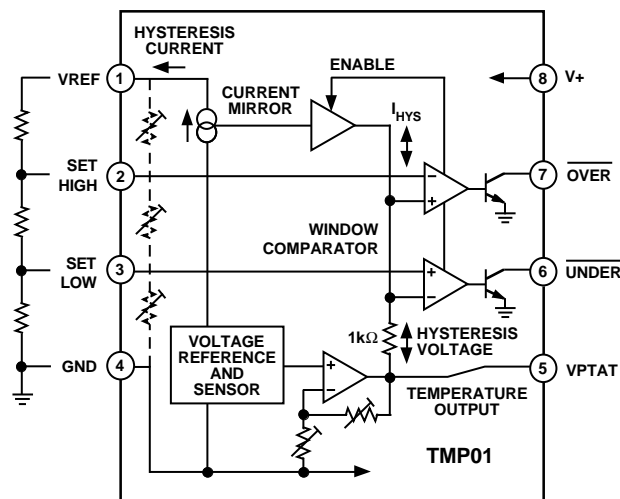 HYSTERESIS
CURRENT
VREF
1
CURRENT
MIRROR
ENABLE
8
V+
I_HYS
SET
HIGH
2
7
OVER
WINDOW
COMPARATOR
SET
LOW
3
6
UNDER
1kΩ
HYSTERESIS
VOLTAGE
GND
4
VOLTAGE
REFERENCE
AND
SENSOR
5
VPTAT
TEMPERATURE
OUTPUT
TMP01